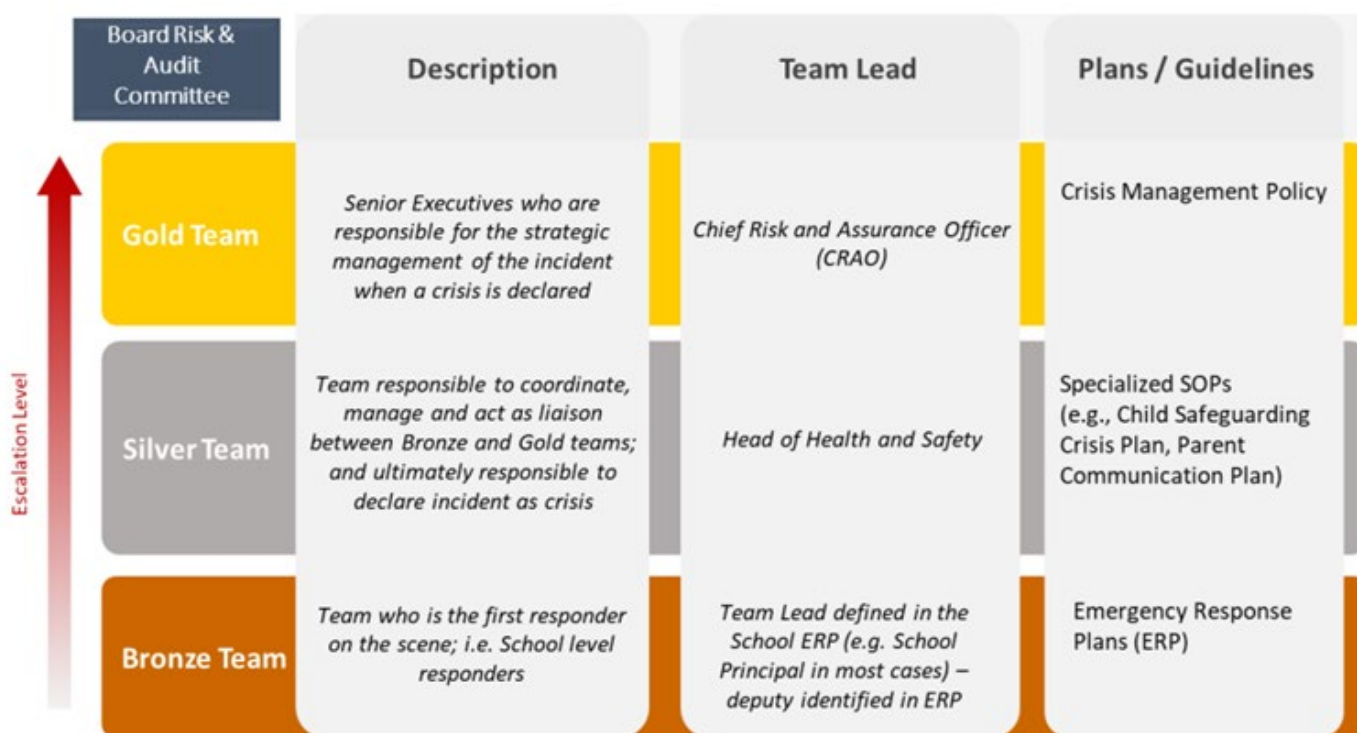 Board Risk &
Audit
Committee
Description
Team Lead
Plans / Guidelines
Escalation Level
Gold Team
Senior Executives who are
responsible for the strategic
management of the incident
when a crisis is declared
Chief Risk and Assurance Officer
(CRAO)
Crisis Management Policy
Silver Team
Team responsible to coordinate,
manage and act as liaison
between Bronze and Gold teams;
and ultimately responsible to
declare incident as crisis
Head of Health and Safety
Specialized SOPs
(e.g., Child Safeguarding
Crisis Plan, Parent
Communication Plan)
Bronze Team
Team who is the first responder
on the scene; i.e. School level
responders
Team Lead defined in the
School ERP (e.g. School
Principal in most cases) –
deputy identified in ERP
Emergency Response
Plans (ERP)